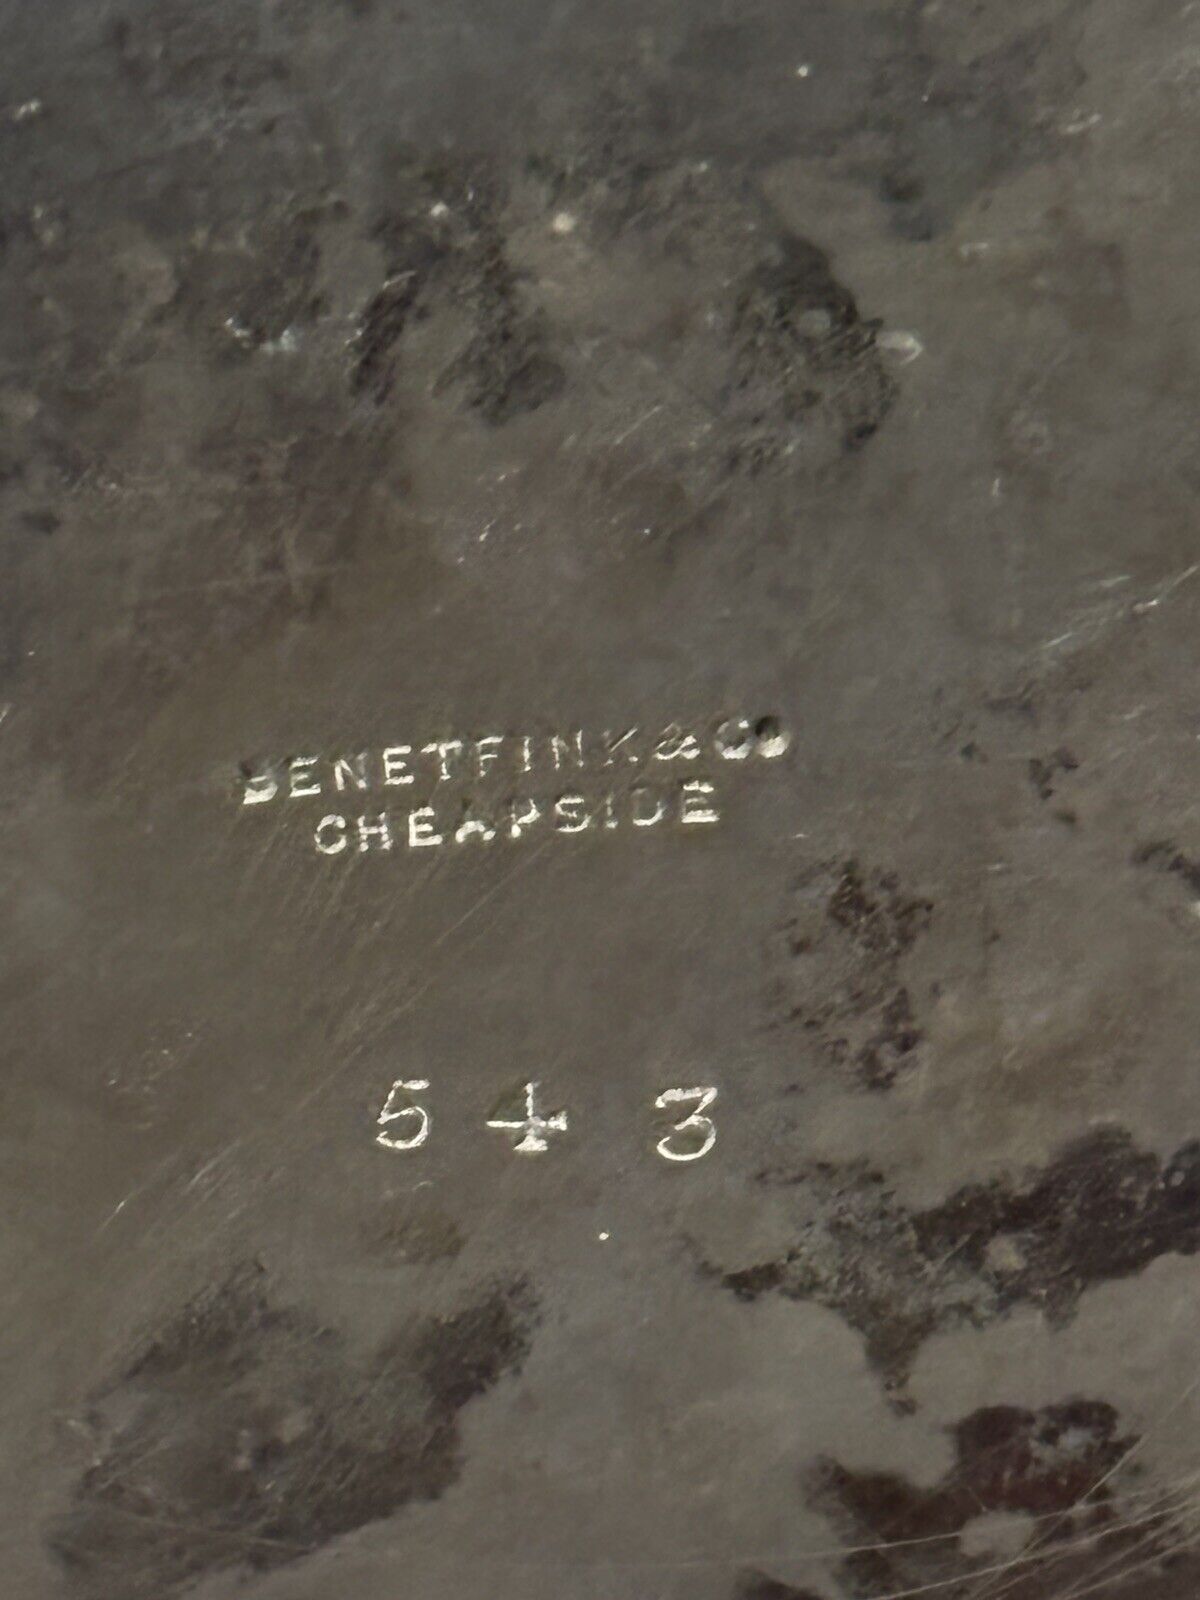 BENETFINK & CO
CHEAPSIDE
543